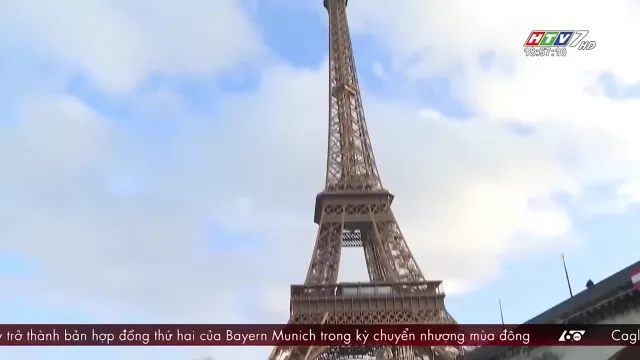 HTV7 HD
18:57:10
trở thành bản hợp đồng thứ hai của Bayern Munich trong kỳ chuyển nhượng mùa đông